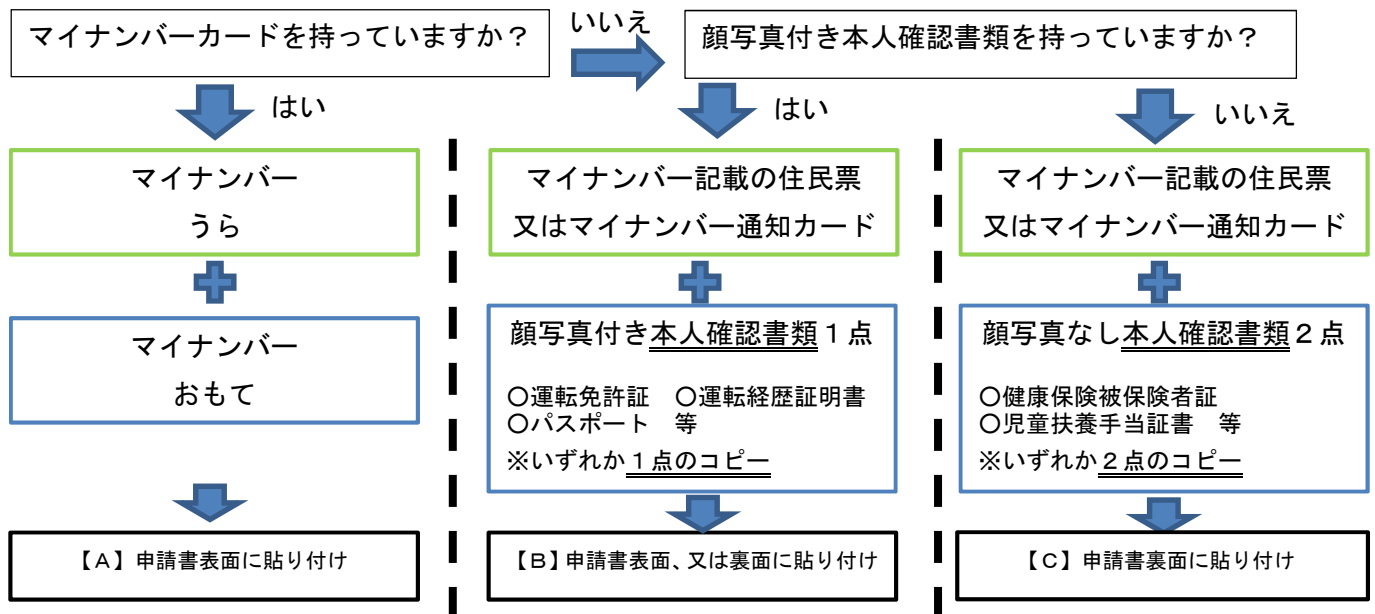 マイナンバーカードを持っていますか？
いいえ
顔写真付き本人確認書類を持っていますか？
はい
はい
いいえ
マイナンバー
うら
マイナンバー記載の住民票
又はマイナンバー通知カード
マイナンバー記載の住民票
又はマイナンバー通知カード
マイナンバー
おもて
顔写真付き本人確認書類１点
○運転免許証　○運転経歴証明書
○パスポート　等
※いずれか１点のコピー
顔写真なし本人確認書類２点
○健康保険被保険者証
○児童扶養手当証書　等
※いずれか２点のコピー
【Ａ】申請書表面に貼り付け
【Ｂ】申請書表面、又は裏面に貼り付け
【Ｃ】申請書裏面に貼り付け